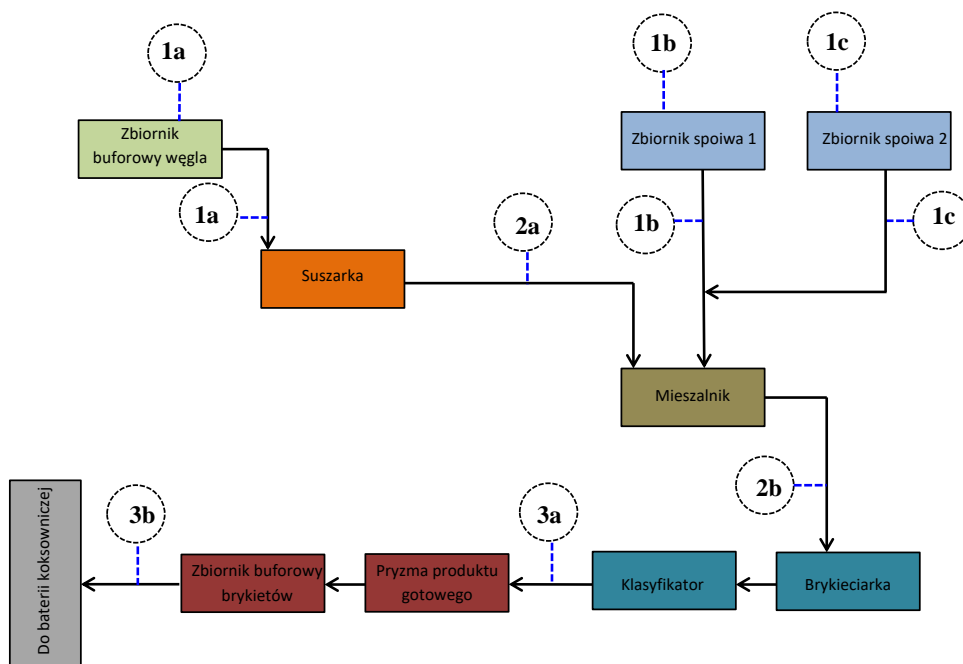 1a
1b
1c
Zbiornik
buforowy węgla
Zbiornik spoiwa 1
Zbiornik spoiwa 2
1a
2a
1b
1c
Suszarka
Mieszalnik
2b
3b
3a
Do baterii koksowniczej
Zbiornik buforowy
brykietów
Pryzma produktu
gotowego
Klasyfikator
Brykieciarka